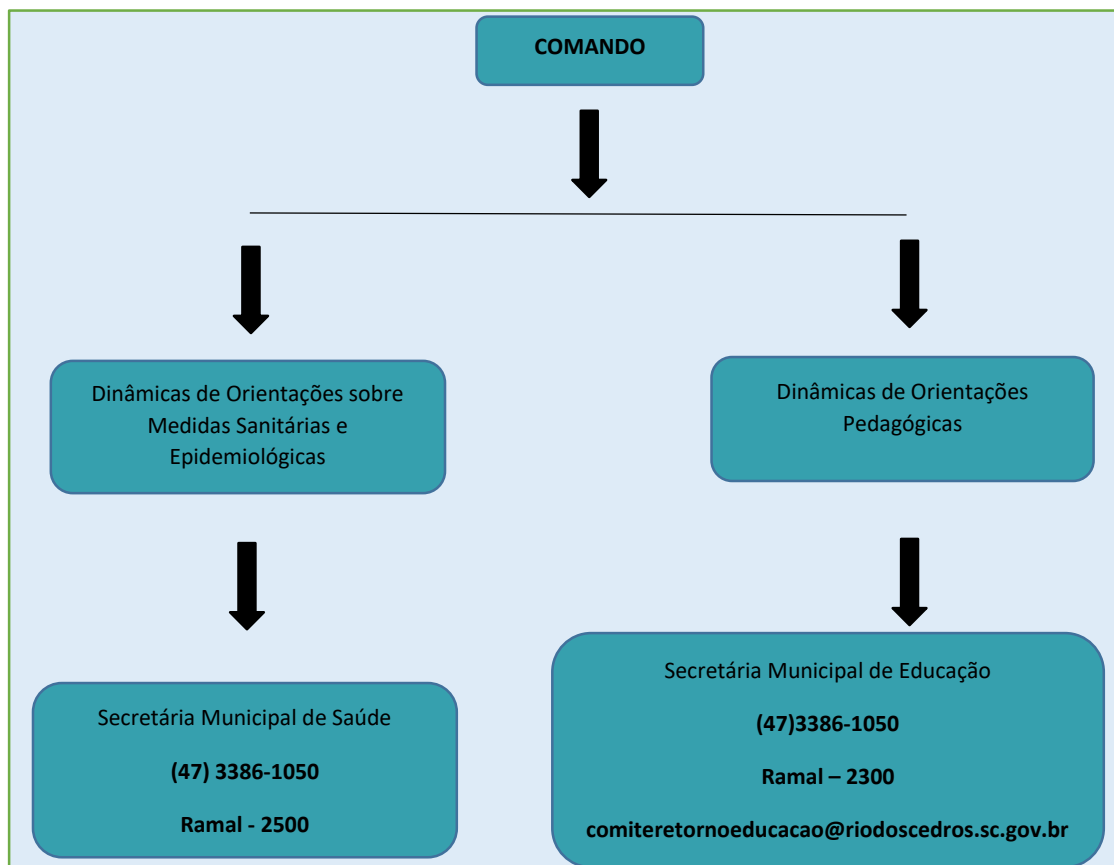 COMANDO
Dinâmicas de Orientações sobre
Medidas Sanitárias e
Epidemiológicas
Dinâmicas de Orientações
Pedagógicas
Secretária Municipal de Saúde
(47) 3386-1050
Ramal - 2500
Secretária Municipal de Educação
(47)3386-1050
Ramal – 2300
comiteretornoeducacao@riodoscedros.sc.gov.br